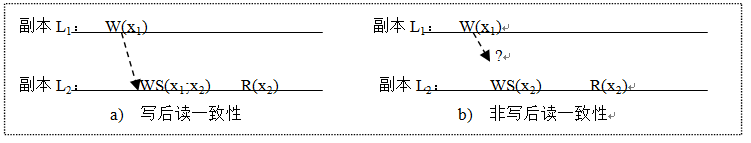 副本 L1： W(x1)
副本 L2： WS(x1;x2) R(x2)
a) 写后读一致性
副本 L1： W(x1)↵
?↵
副本 L2： WS(x2) R(x2)↵
b) 非写后读一致性↵